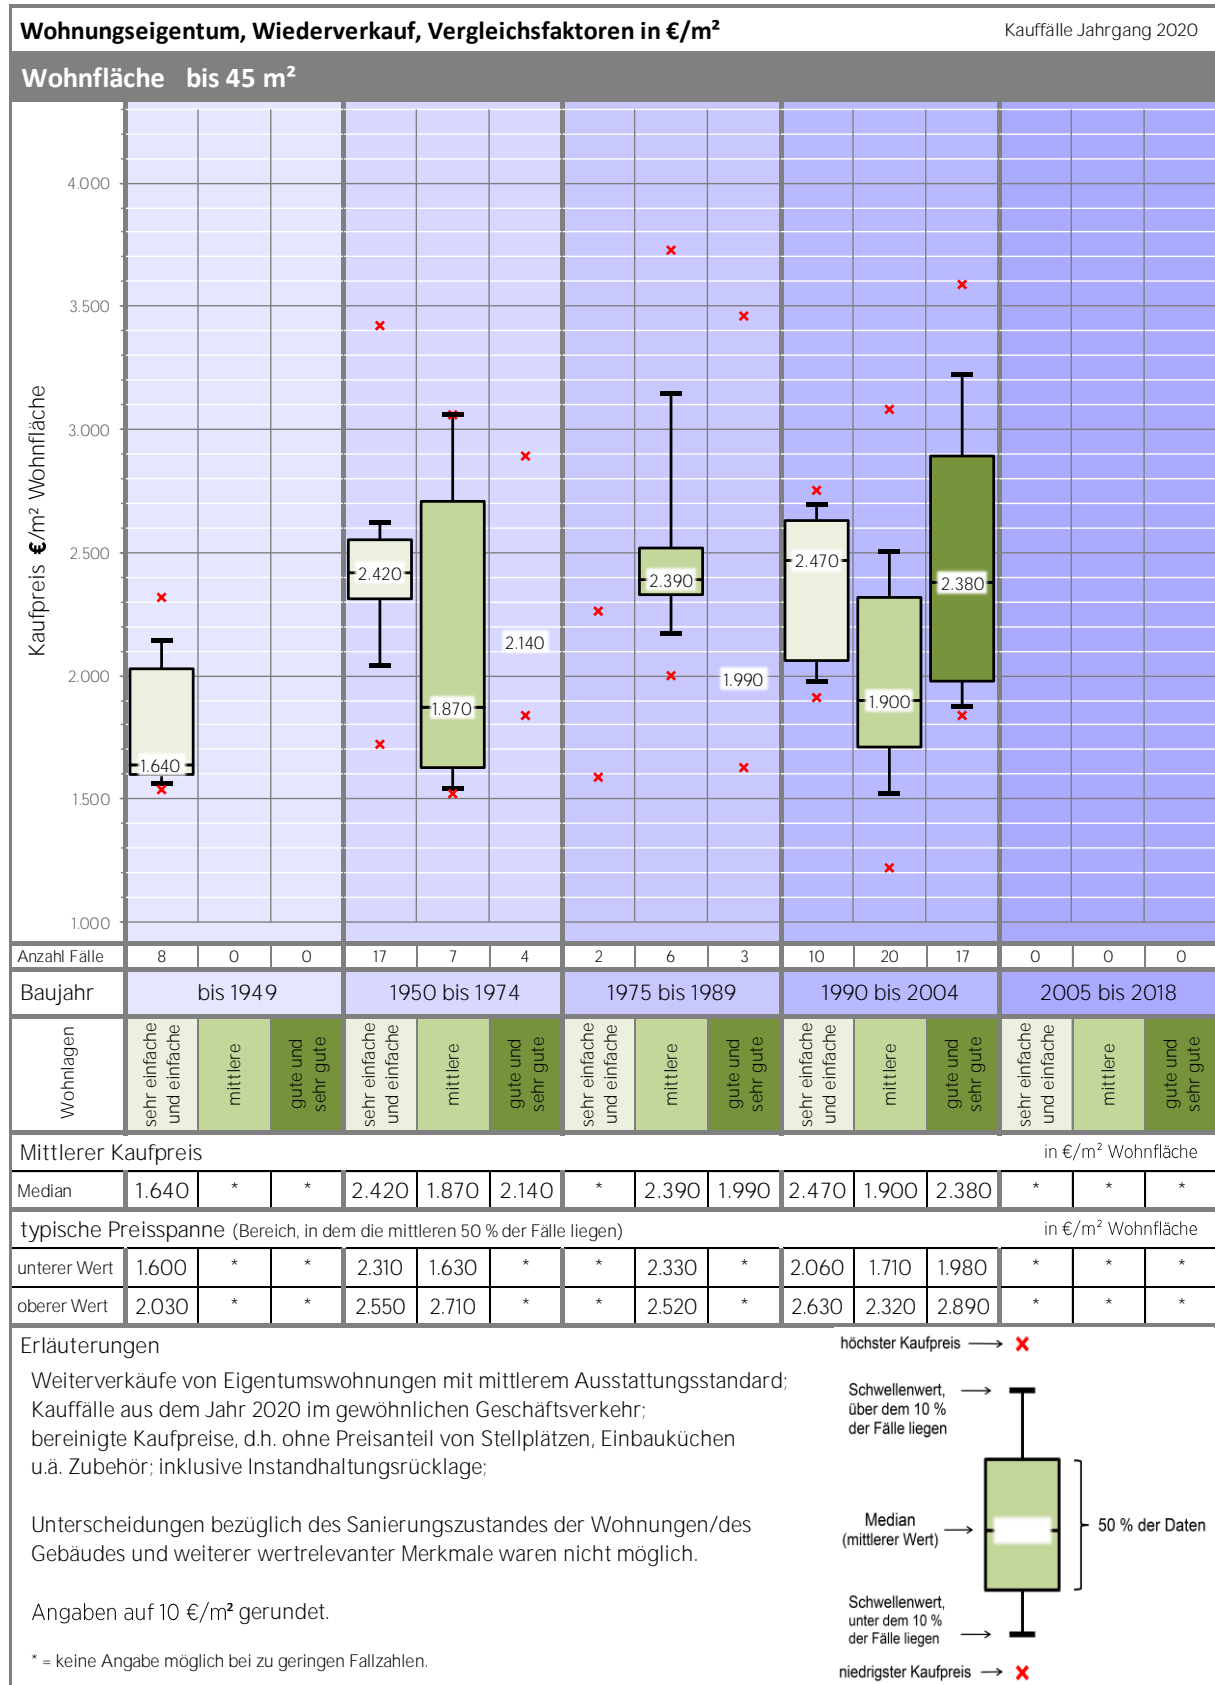 Wohnungseigentum, Wiederverkauf, Vergleichsfaktoren in €/m²
Kauffälle Jahrgang 2020
Wohnfläche bis 45 m²
Kaufpreis €/m² Wohnfläche
4.000
3.500
3.000
2.500
2.000
1.500
1.000
1.640
2.420
1.870
2.140
2.390
1.990
2.470
1.900
2.380
Anzahl Fälle 8 0 0 17 7 4 2 6 3 10 20 17 0 0 0
Baujahr bis 1949 1950 bis 1974 1975 bis 1989 1990 bis 2004 2005 bis 2018
Wohnlagen
sehr einfache
und einfache
mittlere
gute und
sehr gute
sehr einfache
und einfache
mittlere
gute und
sehr gute
sehr einfache
und einfache
mittlere
gute und
sehr gute
sehr einfache
und einfache
mittlere
gute und
sehr gute
sehr einfache
und einfache
mittlere
gute und
sehr gute
Mittlerer Kaufpreis in €/m² Wohnfläche
Median 1.640 * * 2.420 1.870 2.140 * 2.390 1.990 2.470 1.900 2.380 * * *
typische Preisspanne (Bereich, in dem die mittleren 50 % der Fälle liegen) in €/m² Wohnfläche
unterer Wert 1.600 * * 2.310 1.630 * * 2.330 * 2.060 1.710 1.980 * * *
oberer Wert 2.030 * * 2.550 2.710 * * 2.520 * 2.630 2.320 2.890 * * *
Erläuterungen
Weiterverkäufe von Eigentumswohnungen mit mittlerem Ausstattungsstandard;
Kauffälle aus dem Jahr 2020 im gewöhnlichen Geschäftsverkehr;
bereinigte Kaufpreise, d.h. ohne Preisanteil von Stellplätzen, Einbauküchen
u.ä. Zubehör; inklusive Instandhaltungsrücklage;
Unterscheidungen bezüglich des Sanierungszustandes der Wohnungen/des
Gebäudes und weiterer wertrelevanter Merkmale waren nicht möglich.
Angaben auf 10 €/m² gerundet.
* = keine Angabe möglich bei zu geringen Fallzahlen.
höchster Kaufpreis
Schwellenwert,
über dem 10 %
der Fälle liegen
Median
(mittlerer Wert)
50 % der Daten
Schwellenwert,
unter dem 10 %
der Fälle liegen
niedrigster Kaufpreis